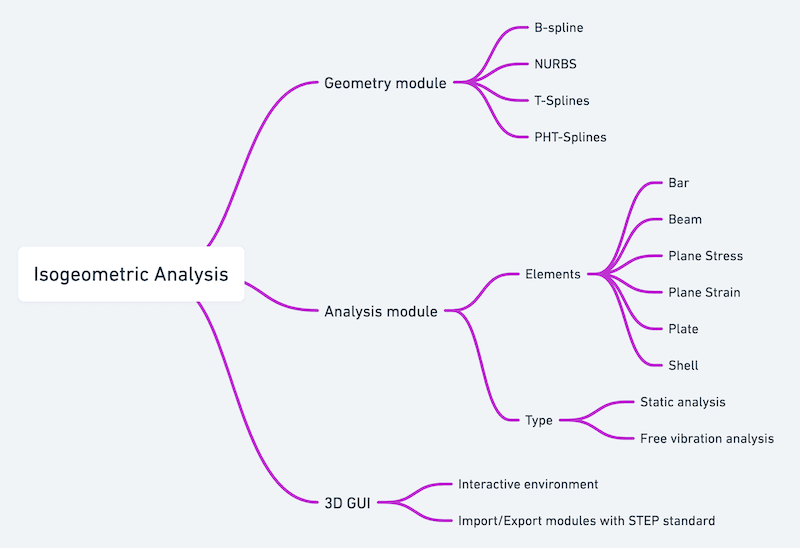 Isogeometric Analysis
Geometry module
B-spline
NURBS
T-Splines
PHT-Splines
Analysis module
Elements
Bar
Beam
Plane Stress
Plane Strain
Plate
Shell
Type
Static analysis
Free vibration analysis
3D GUI
Interactive environment
Import/Export modules with STEP standard